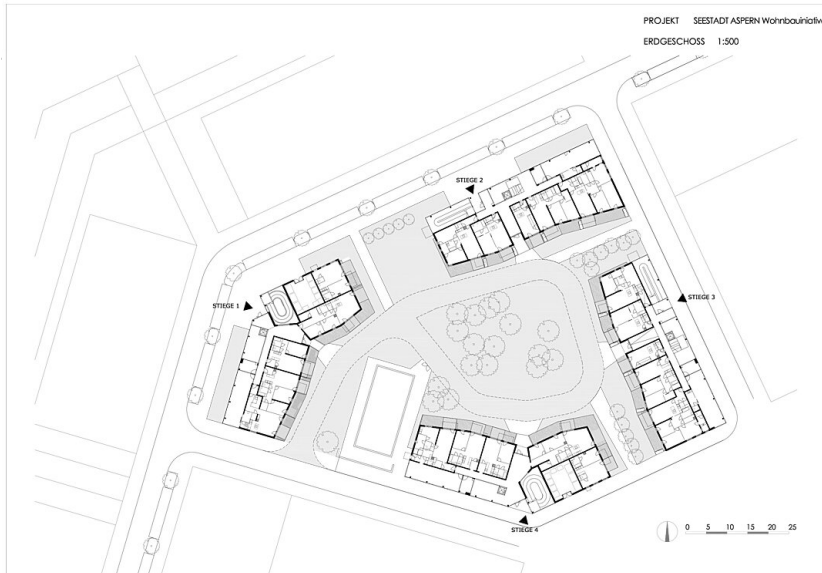 PROJEKT SEESTADT ASPERN Wohnbauiniative
ERDGESCHOSS 1:500
STIEGE 2
STIEGE 3
STIEGE 1
STIEGE 4
0 5 10 15 20 25